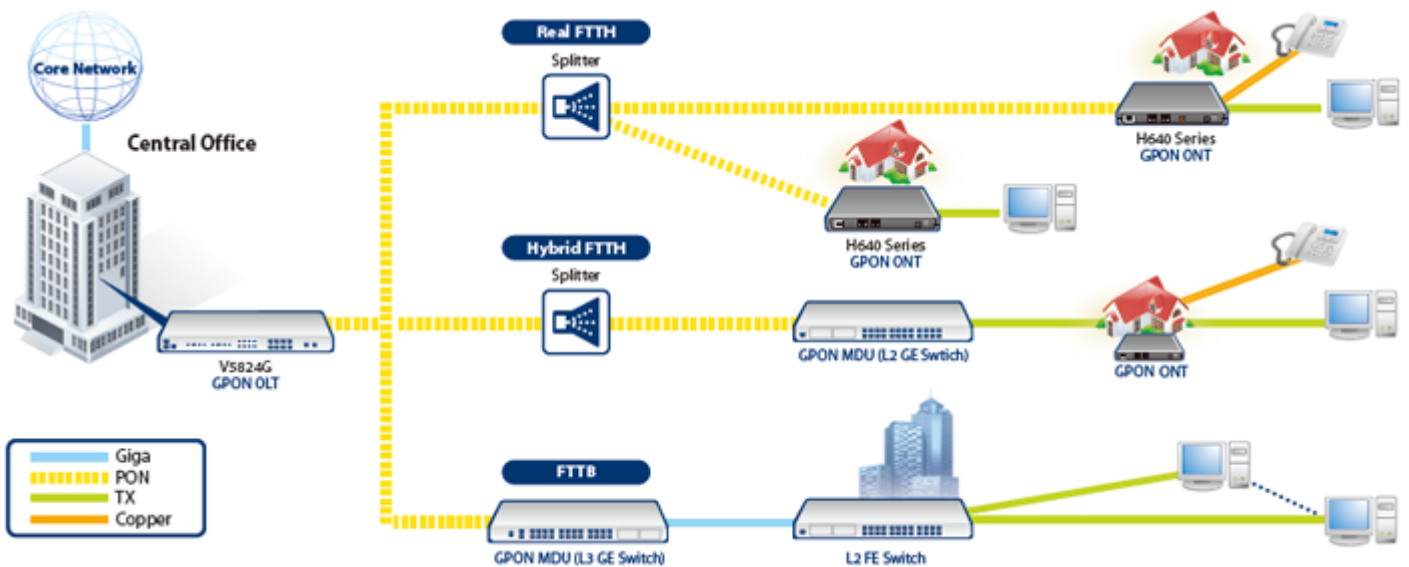 Core Network
Central Office
V5824G
GPON OLT
Giga
PON
TX
Copper
Real FTTH
Splitter
H640 Series
GPON ONT
H640 Series
GPON ONT
Hybrid FTTH
Splitter
GPON MDU (L2 GE Swtich)
GPON ONT
FTTB
GPON MDU (L3 GE Switch)
L2 FE Switch